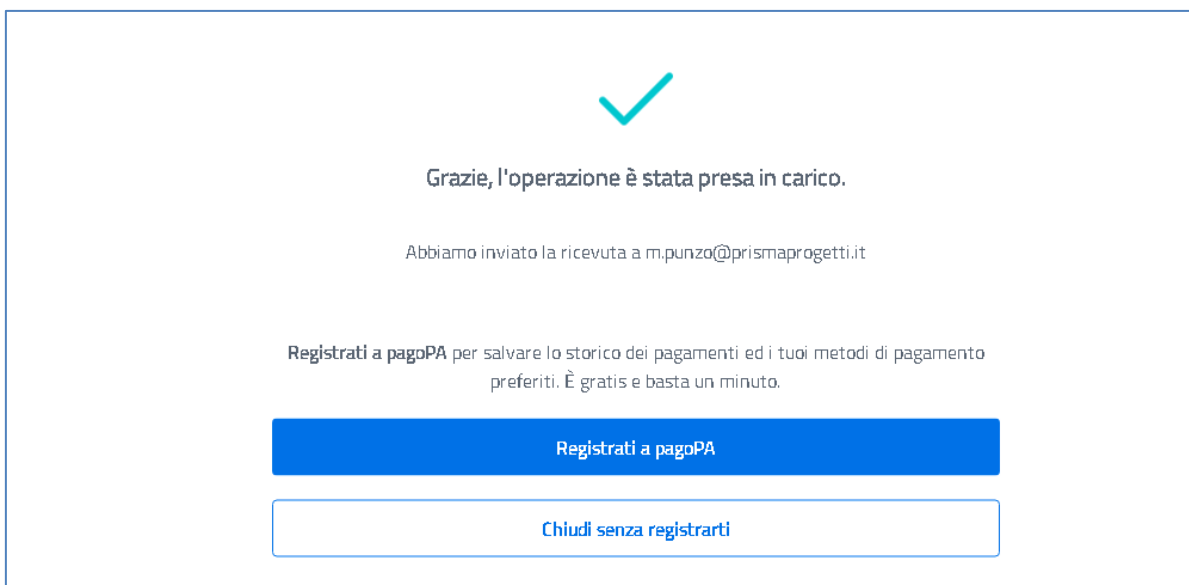 Grazie, l'operazione è stata presa in carico.
Abbiamo inviato la ricevuta a m.punzo@prismaprogetti.it
Registrati a pagoPA per salvare lo storico dei pagamenti ed i tuoi metodi di pagamento
preferiti. È gratis e basta un minuto.
Registrati a pagoPA
Chiudi senza registrarti